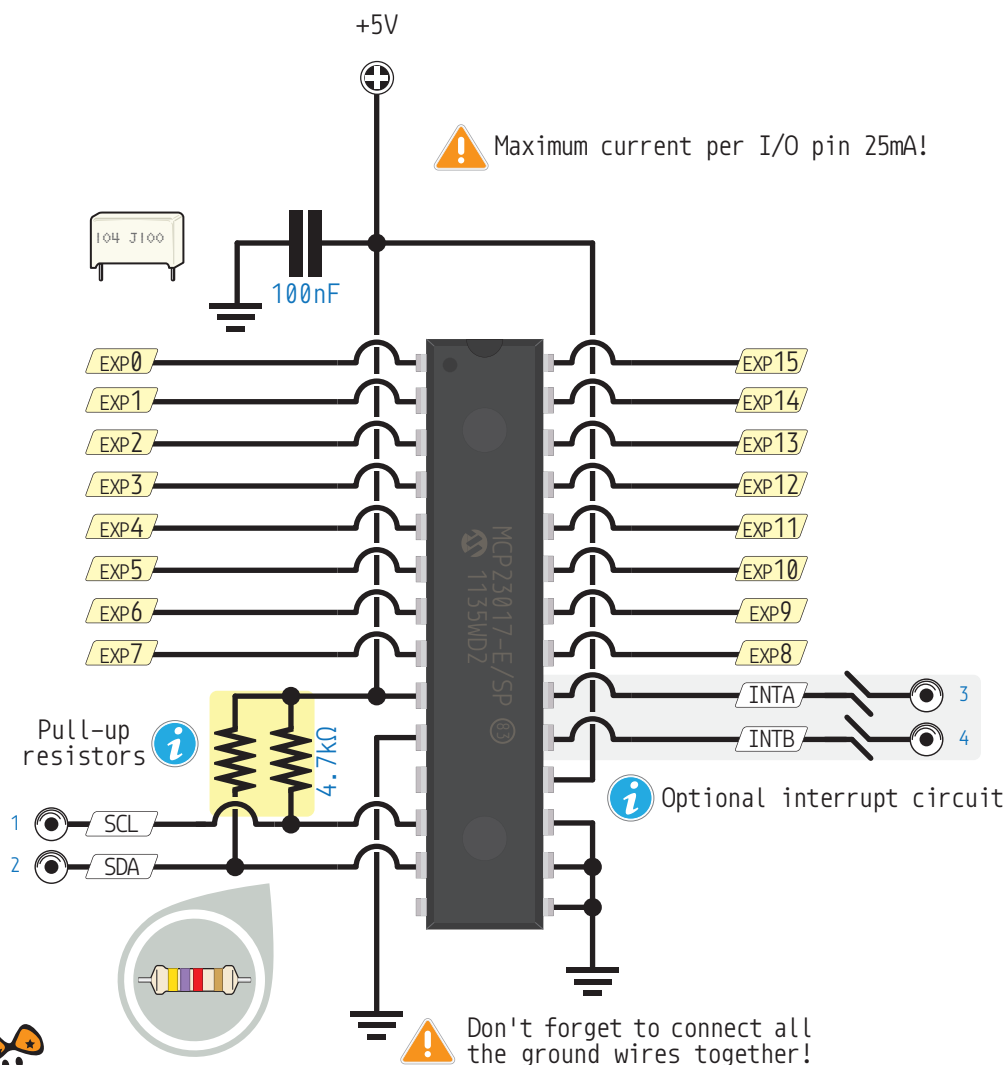 +5V
Maximum current per I/O pin 25mA!
104 J100
100nF
EXP0
EXP15
EXP1
EXP14
EXP2
EXP13
EXP3
EXP12
EXP4
EXP11
EXP5
EXP10
EXP6
EXP9
EXP7
EXP8
MCP23017-E/SP
1135WDZ
83
INTA
3
INTB
4
Pull-up
resistors
4.7kΩ
Optional interrupt circuit
1
SCL
2
SDA
Don't forget to connect all
the ground wires together!